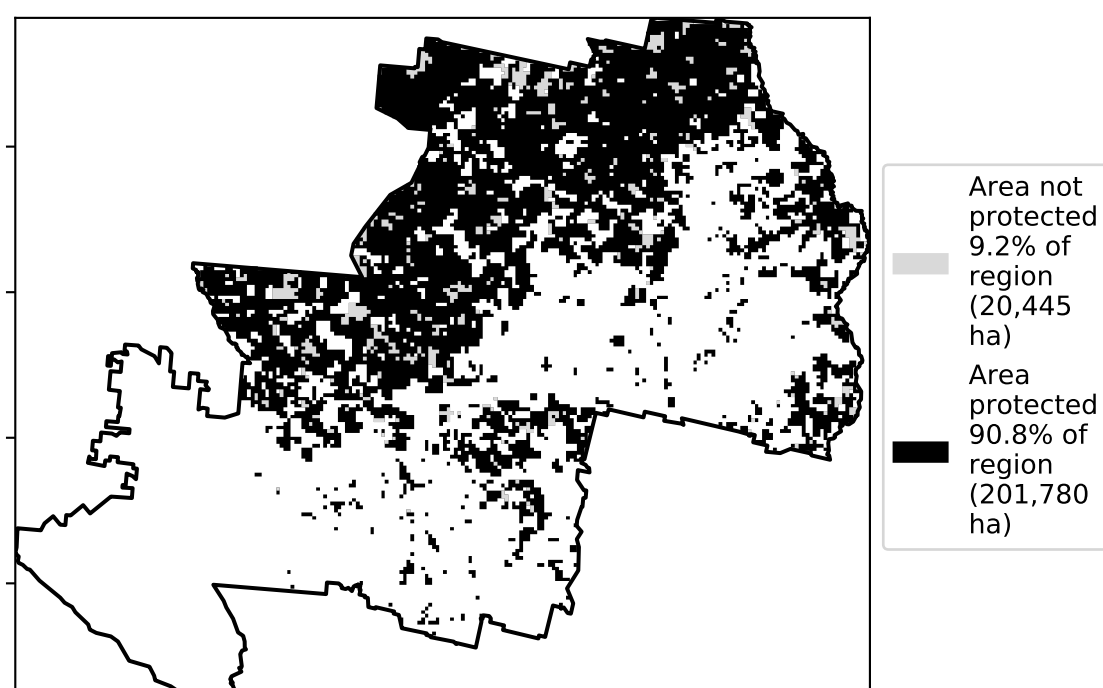 Area not
protected
9.2% of
region
(20,445
ha)
Area
protected
90.8% of
region
(201,780
ha)